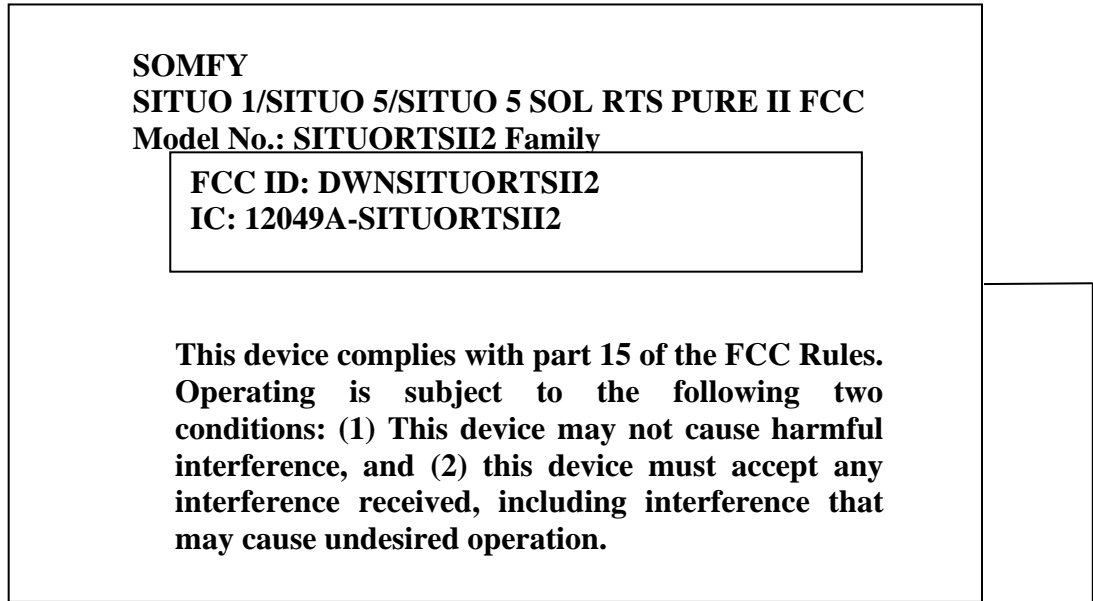 SOMFY
SITUO 1/SITUO 5/SITUO 5 SOL RTS PURE II FCC
Model No.: SITUORTSII2 Family
FCC ID: DWNSITUORTSII2
IC: 12049A-SITUORTSII2
This device complies with part 15 of the FCC Rules.
Operating is subject to the following two
conditions: (1) This device may not cause harmful
interference, and (2) this device must accept any
interference received, including interference that
may cause undesired operation.